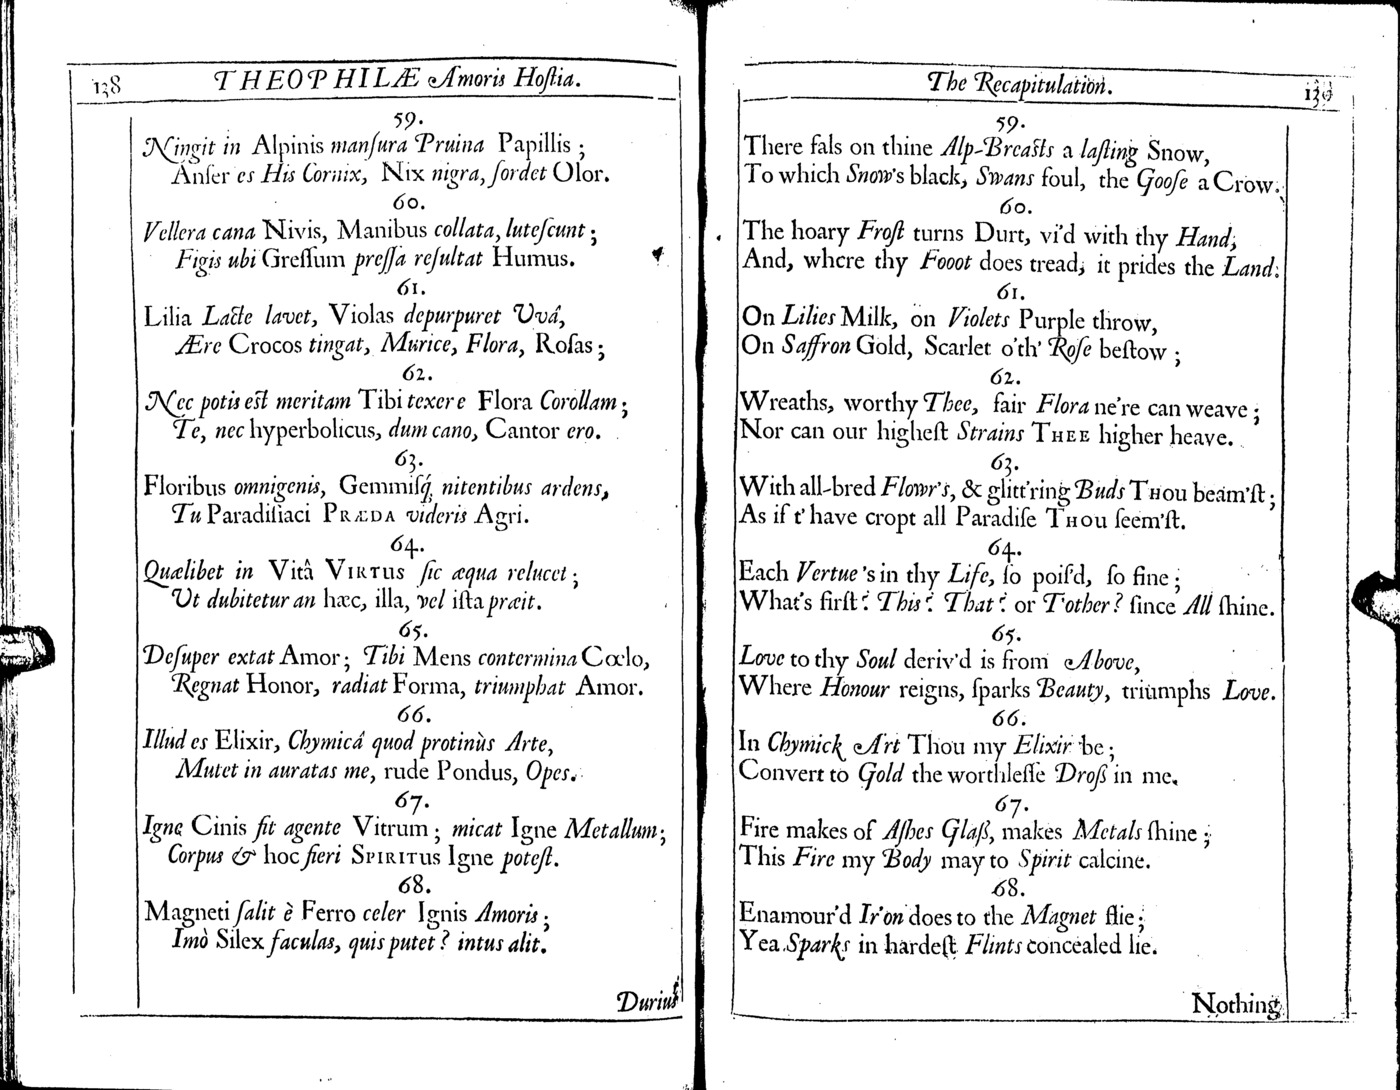 138 THEOPHILÆ Amoris Hoſtia.
59.
Ningit in Alpinis manſura Pruina Papillis ;
Anſer es His Cornix, Nix nigra, ſordet Olor.
60.
Vellera cana Nivis, Manibus collata, luteſcunt ;
Figis ubi Greſſum preſſa reſultat Humus.
61.
Lilia Lacte lavet, Violas depurpuret Uvâ,
Ære Crocos tingat, Murice, Flora, Roſas ;
62.
Nec potis eſt meritam Tibi texere Flora Corollam ;
Te, nec hyperbolicus, dum cano, Cantor ero.
63.
Floribus omnigenis, Gemmiſq́; nitentibus ardens,
Tu Paradiſiaci PRÆDA videris Agri.
64.
Quælibet in Vitâ VIRTUS ſic æqua relucet ;
Ut dubitetur an hæc, illa, vel iſta præit.
65.
Deſuper extat Amor ; Tibi Mens contermina Cœlo,
Regnat Honor, radiat Forma, triumphat Amor.
66.
Illud es Elixir, Chymicâ quod protinùs Arte,
Mutet in auratas me, rude Pondus, Opes.
67.
Igne Cinis fit agente Vitrum ; micat Igne Metallum ;
Corpus & hoc fieri SPIRITUS Igne poteſt.
68.
Magneti ſalit è Ferro celer Ignis Amoris ;
Imò Silex faculas, quis putet ? intus alit.
Durius
The Recapitulation. 139
59.
There fals on thine Alp-Breaſts a laſting Snow,
To which Snow's black, Swans foul, the Gooſe a Crow.
60.
The hoary Froſt turns Durt, vi'd with thy Hand,
And, where thy Fooot does tread, it prides the Land.
61.
On Lilies Milk, on Violets Purple throw,
On Saffron Gold, Scarlet o'th' Roſe beſtow ;
62.
Wreaths, worthy Thee, fair Flora ne're can weave ;
Nor can our higheſt Strains THEE higher heave.
63.
With all-bred Flowr's, & glitt'ring Buds THOU beam'ſt ;
As if t' have cropt all Paradiſe THOU ſeem'ſt.
64.
Each Vertue 's in thy Life, ſo poiſ'd, ſo fine ;
What's firſt ? This ? That ? or T'other ? ſince All ſhine.
65.
Love to thy Soul deriv'd is from Above,
Where Honour reigns, ſparks Beauty, triumphs Love.
66.
In Chymick Art Thou my Elixir be ;
Convert to Gold the worthleſſe Droſs in me.
67.
Fire makes of Aſhes Glaſs, makes Metals ſhine ;
This Fire my Body may to Spirit calcine.
68.
Enamour'd Ir'on does to the Magnet flie ;
Yea Sparks in hardeſt Flints concealed lie.
Nothing